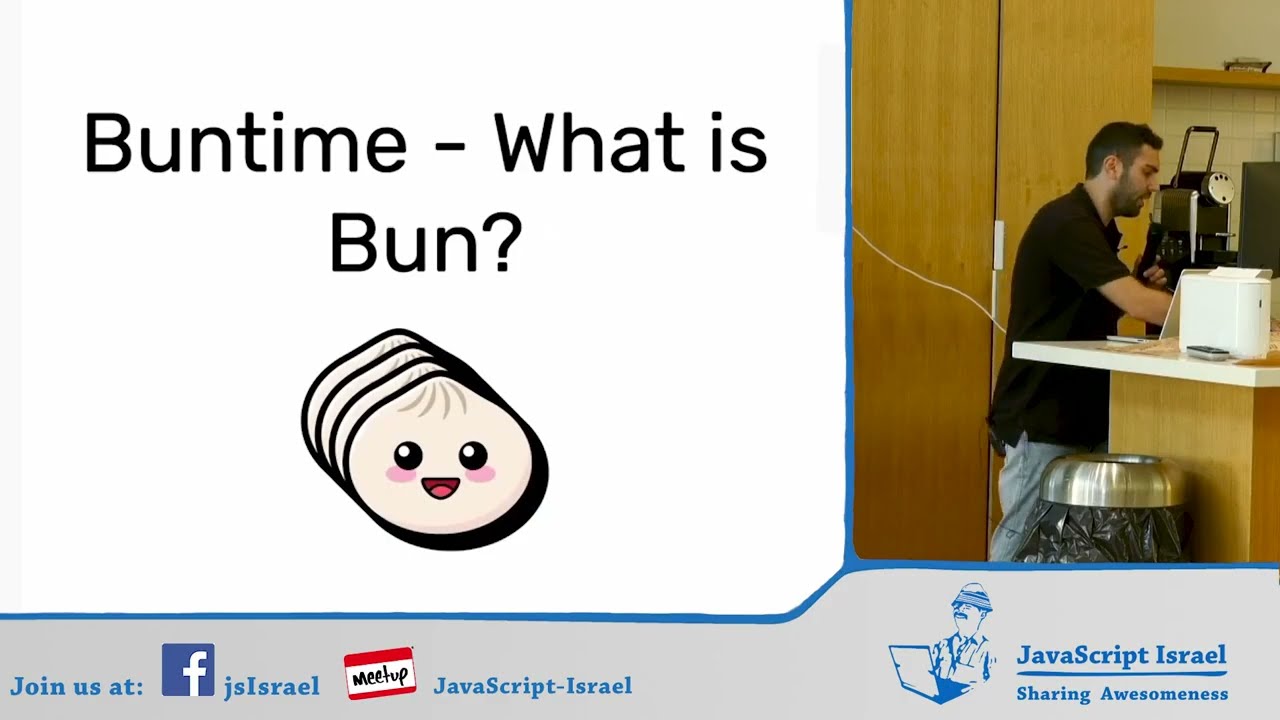 Buntime - What is
Bun?
Join us at:
f
jsIsrael
meetup
JavaScript-Israel
JavaScript Israel
Sharing Awesomeness